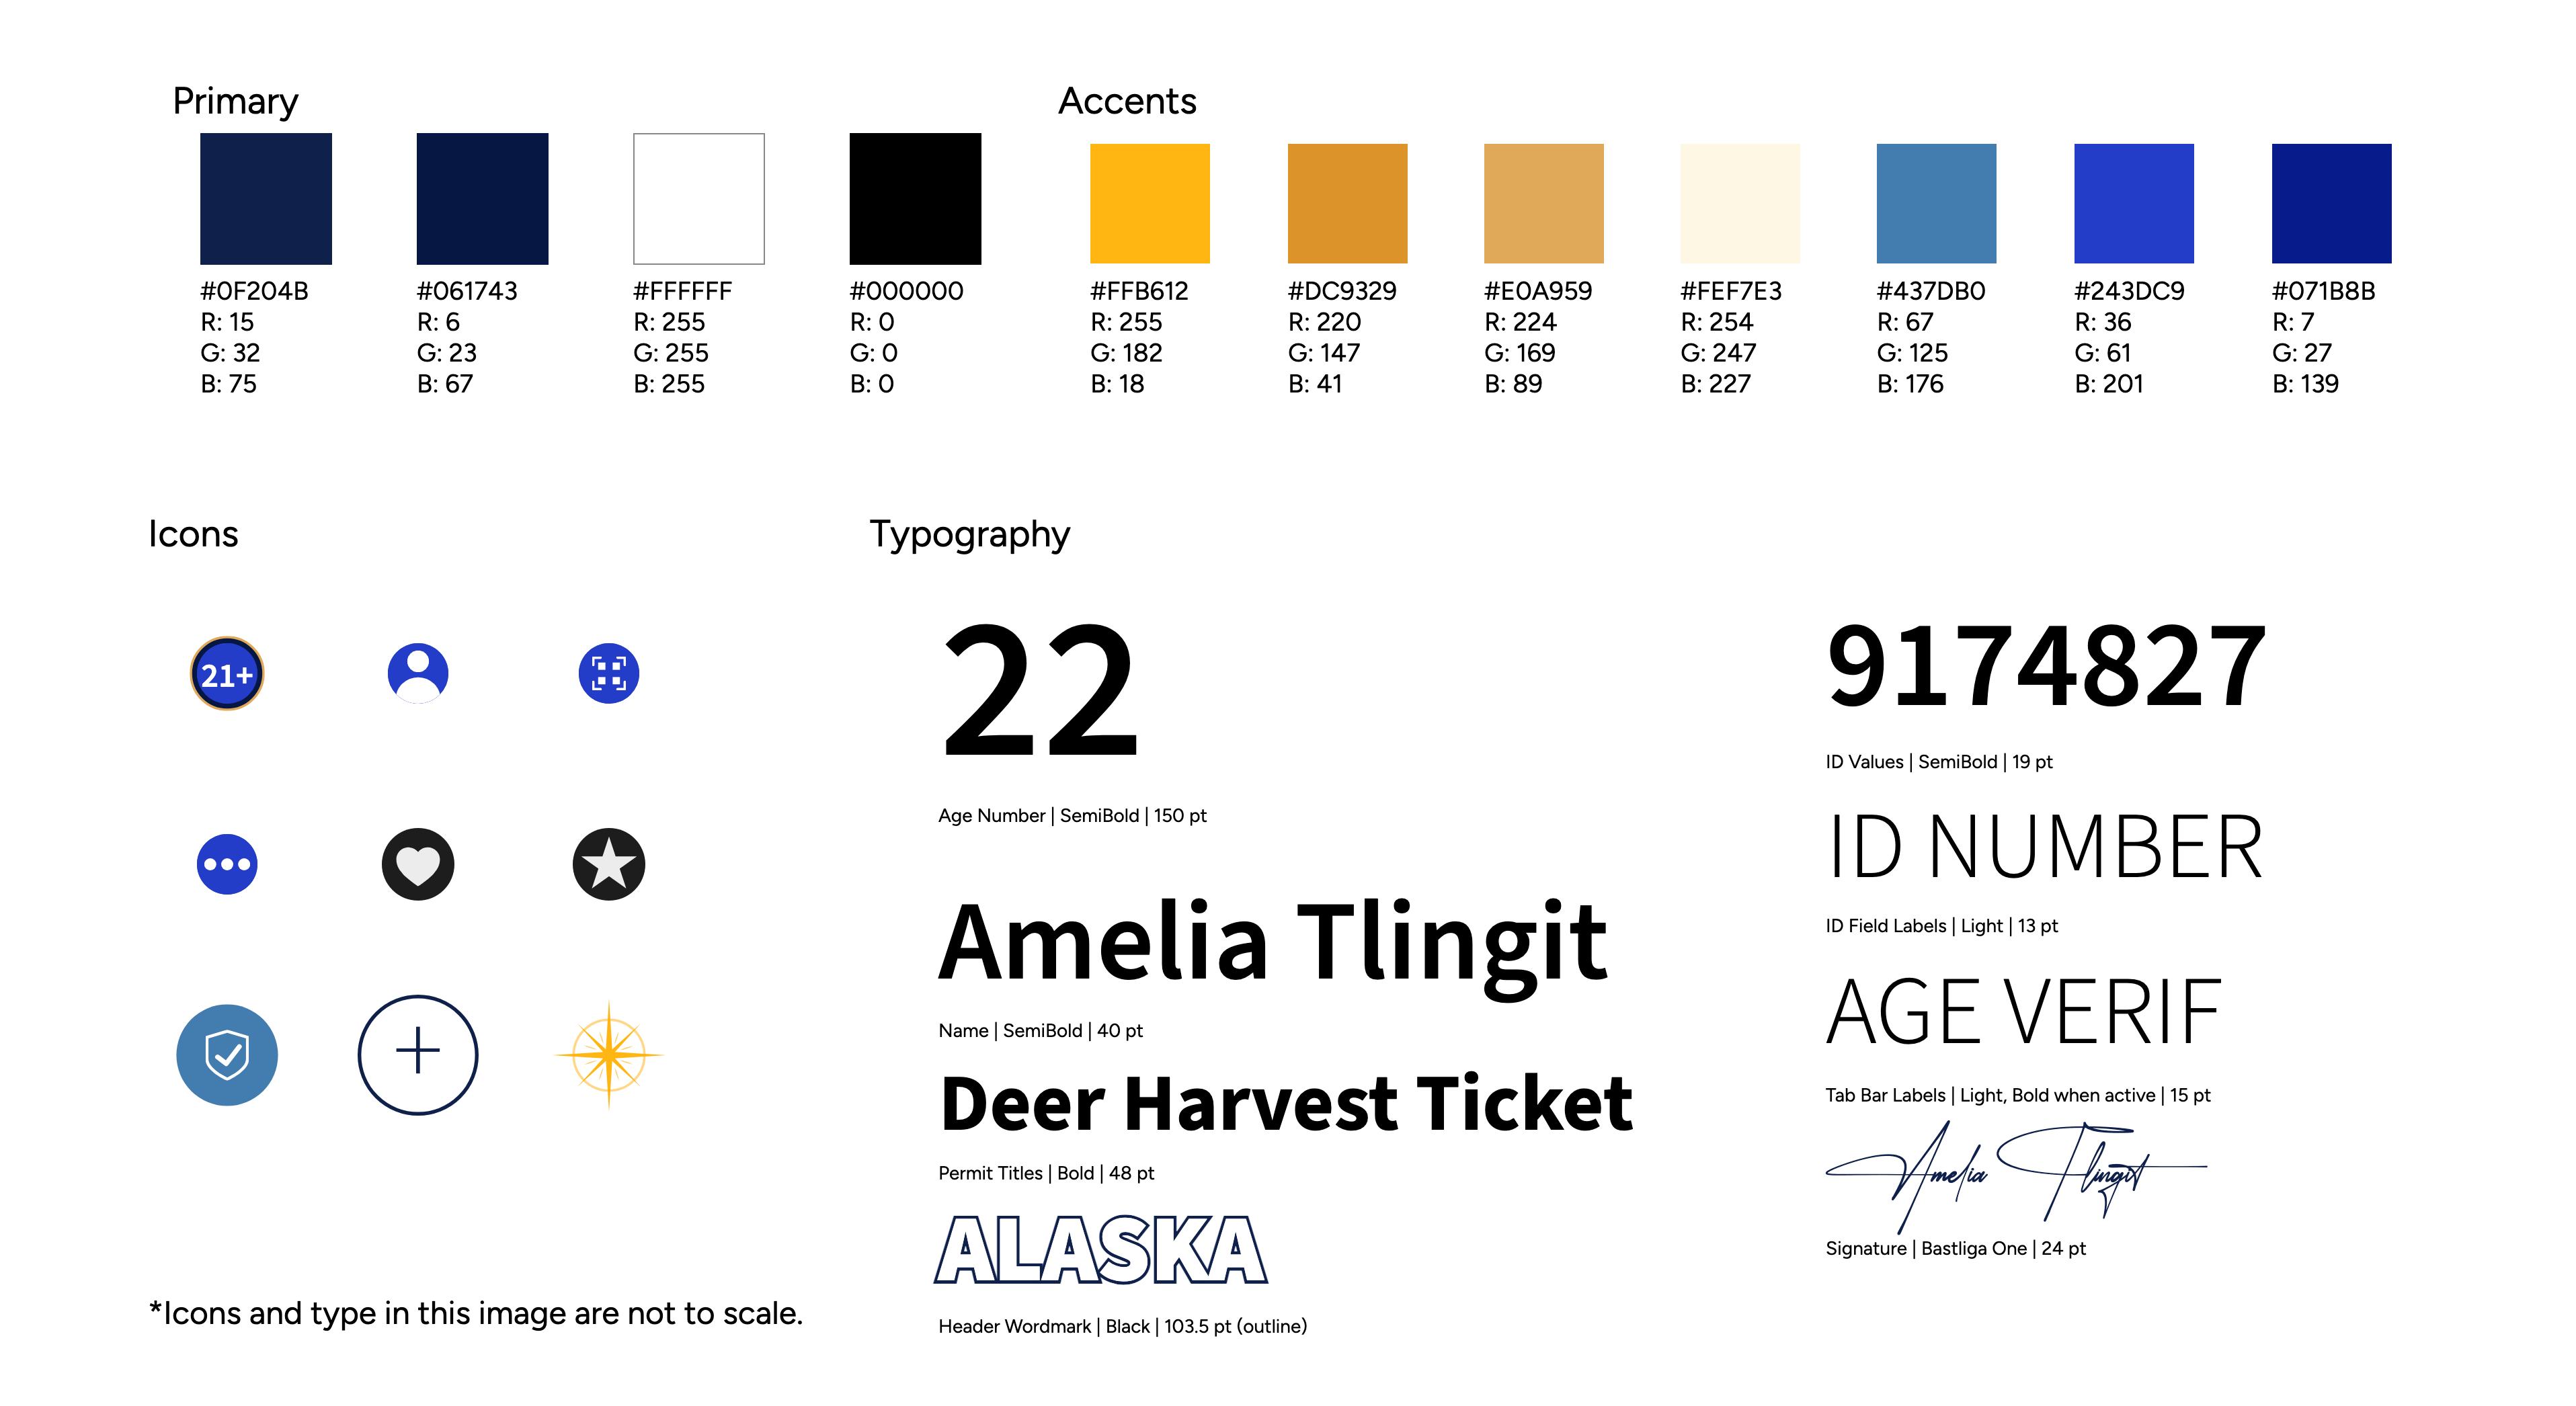 Primary
#0F204B
R: 15
G: 32
B: 75
#061743
R: 6
G: 23
B: 67
#FFFFFF
R: 255
G: 255
B: 255
#000000
R: 0
G: 0
B: 0
Accents
#FFB612
R: 255
G: 182
B: 18
#DC9329
R: 220
G: 147
B: 41
#E0A959
R: 224
G: 169
B: 89
#FEF7E3
R: 254
G: 247
B: 227
#437DB0
R: 67
G: 125
B: 176
#243DC9
R: 36
G: 61
B: 201
#071B8B
R: 7
G: 27
B: 139
Icons
21+
*Icons and type in this image are not to scale.
Typography
22
Age Number | SemiBold | 150 pt
Amelia Tlingit
Name | SemiBold | 40 pt
Deer Harvest Ticket
Permit Titles | Bold | 48 pt
ALASKA
Header Wordmark | Black | 103.5 pt (outline)
9174827
ID Values | SemiBold | 19 pt
ID NUMBER
ID Field Labels | Light | 13 pt
AGE VERIF
Tab Bar Labels | Light, Bold when active | 15 pt
Amelia Tlingit
Signature | Bastliga One | 24 pt